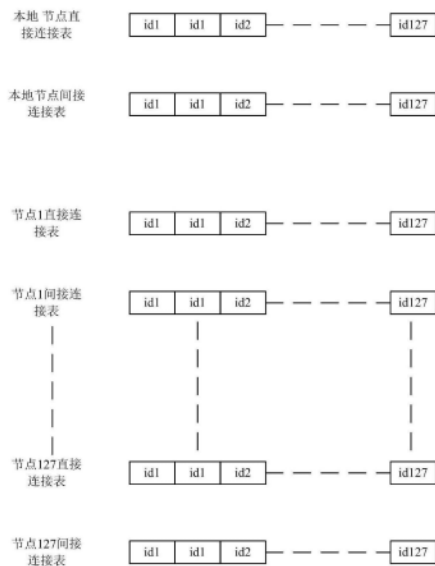 本地 节点直
接连接表
id1 id1 id2 id127
本地节点间接
连接表
id1 id1 id2 id127
节点1直接连
接表
id1 id1 id2 id127
节点1间接连
接表
id1 id1 id2 id127
节点127直接
连接表
id1 id1 id2 id127
节点127间接
连接表
id1 id1 id2 id127